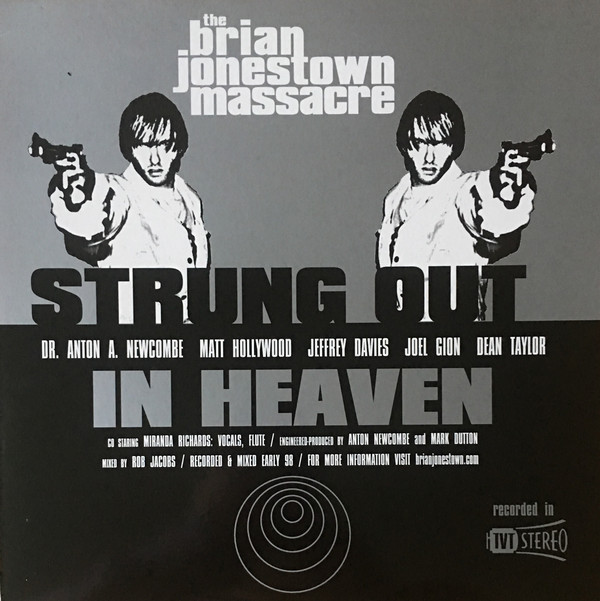 the
brian
jonestown
massacre
STRUNG OUT
DR. ANTON A. NEWCOMBE MATT HOLLYWOOD JEFFREY DAVIES JOEL GION DEAN TAYLOR
IN HEAVEN
CO STARING MIRANDA RICHARDS: VOCALS, FLUTE / ENGINEERED-PRODUCED BY ANTON NEWCOMBE and MARK DUTTON
MIXED BY ROB JACOBS / RECORDED & MIXED EARLY 98 / FOR MORE INFORMATION VISIT brianjonestown.com
recorded in
TVT STEREO